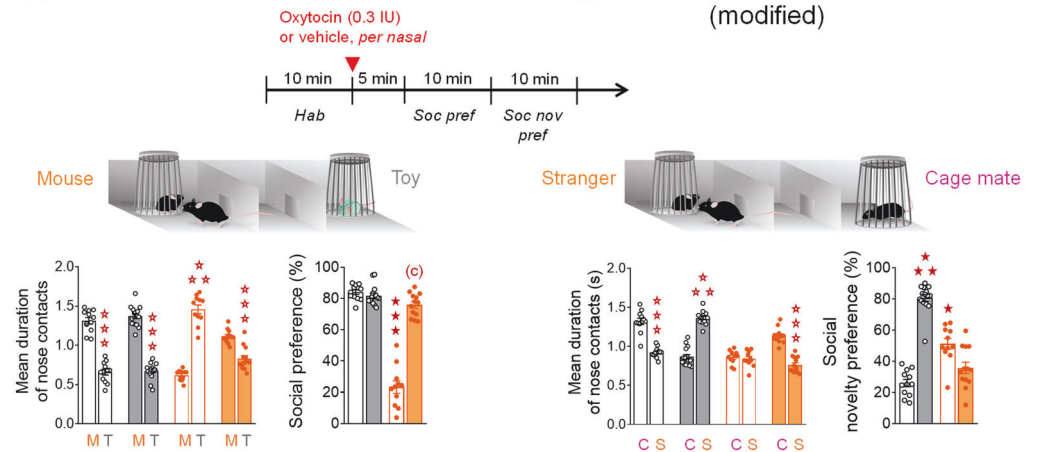 Oxytocin (0.3 IU)
or vehicle, per nasal
(modified)
10 min
5 min
10 min
10 min
Hab
Soc pref
Soc nov
pref
Mouse
Toy
Stranger
Cage mate
Mean duration
of nose contacts
2.0
1.5
1.0
0.5
0.0
M T M T M T M T
Social preference (%)
100
80
60
40
20
0
(c)
Mean duration
of nose contacts (s)
2.0
1.5
1.0
0.5
0.0
C S C S C S C S
Social
novelty preference (%)
100
80
60
40
20
0